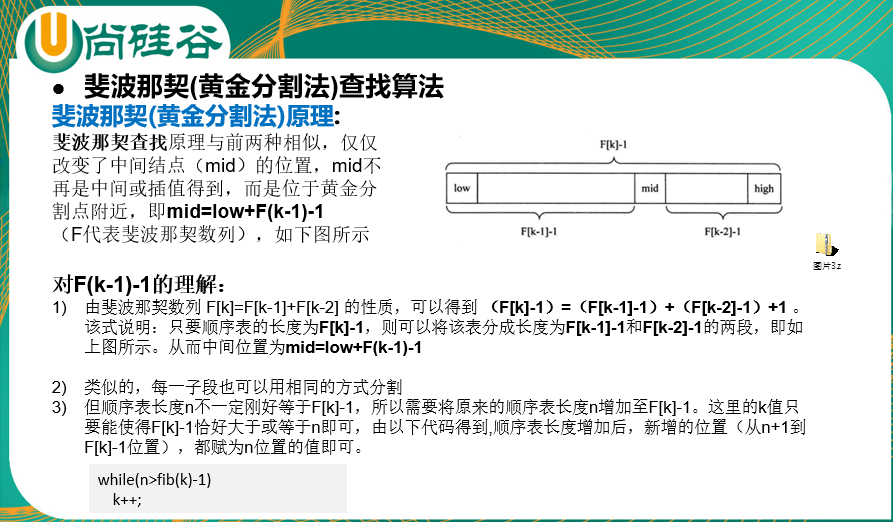 尚硅谷
● 斐波那契(黄金分割法)查找算法
斐波那契(黄金分割法)原理:
斐波那契查找原理与前两种相似，仅仅
改变了中间结点（mid）的位置，mid不
再是中间或插值得到，而是位于黄金分
割点附近，即mid=low+F(k-1)-1
（F代表斐波那契数列），如下图所示
F[k]-1
low mid high
F[k-1]-1 F[k-2]-1
图片3.z
对F(k-1)-1的理解：
1) 由斐波那契数列 F[k]=F[k-1]+F[k-2] 的性质，可以得到 （F[k]-1）=（F[k-1]-1）+（F[k-2]-1）+1 。
该式说明：只要顺序表的长度为F[k]-1，则可以将该表分成长度为F[k-1]-1和F[k-2]-1的两段，即如
上图所示。从而中间位置为mid=low+F(k-1)-1
2) 类似的，每一子段也可以用相同的方式分割
3) 但顺序表长度n不一定刚好等于F[k]-1，所以需要将原来的顺序表长度n增加至F[k]-1。这里的k值只
要能使得F[k]-1恰好大于或等于n即可，由以下代码得到,顺序表长度增加后，新增的位置（从n+1到
F[k]-1位置），都赋为n位置的值即可。
while(n>fib(k)-1)
k++;